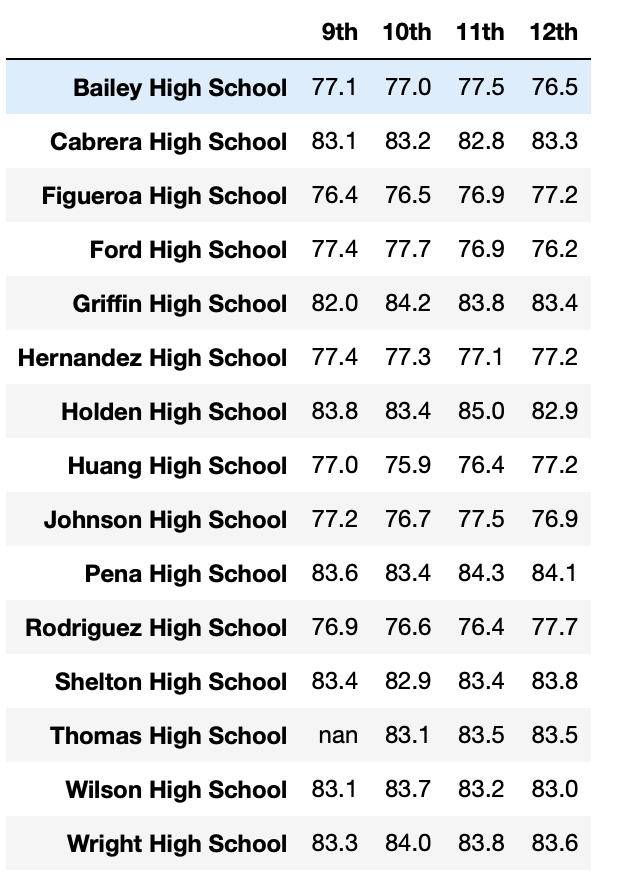 9th 10th 11th 12th
Bailey High School 77.1 77.0 77.5 76.5
Cabrera High School 83.1 83.2 82.8 83.3
Figueroa High School 76.4 76.5 76.9 77.2
Ford High School 77.4 77.7 76.9 76.2
Griffin High School 82.0 84.2 83.8 83.4
Hernandez High School 77.4 77.3 77.1 77.2
Holden High School 83.8 83.4 85.0 82.9
Huang High School 77.0 75.9 76.4 77.2
Johnson High School 77.2 76.7 77.5 76.9
Pena High School 83.6 83.4 84.3 84.1
Rodriguez High School 76.9 76.6 76.4 77.7
Shelton High School 83.4 82.9 83.4 83.8
Thomas High School nan 83.1 83.5 83.5
Wilson High School 83.1 83.7 83.2 83.0
Wright High School 83.3 84.0 83.8 83.6